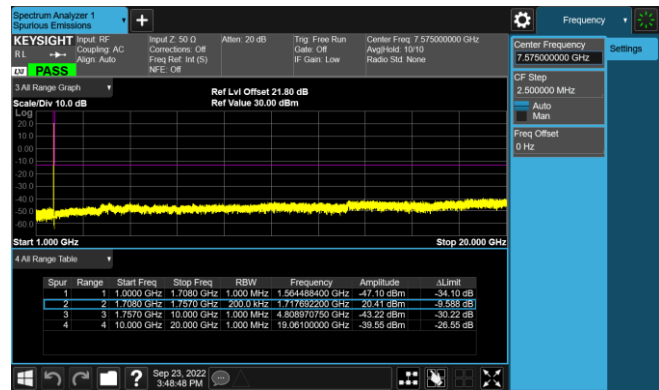 Spectrum Analyzer 1
Spurious Emissions
Frequency
KEYSIGHT
Input: RF
Coupling: AC
Align: Auto
Input Z: 50 Ω
Corrections: Off
Freq Ref: Int (S)
NFE: Off
Atten: 20 dB
Trig: Free Run
Gate: Off
IF Gain: Low
Center Freq: 7.575000000 GHz
Avg|Hold: 10/10
Radio Std: None
RL
LXI PASS
Center Frequency
7.575000000 GHz
Settings
CF Step
2.500000 MHz
Auto
Man
Freq Offset
0 Hz
3 All Range Graph
Scale/Div 10.0 dB
Ref Lvl Offset 21.80 dB
Ref Value 30.00 dBm
Log
20.0
10.0
0.00
-10.0
-20.0
-30.0
-40.0
-50.0
-60.0
Start 1.000 GHz
Stop 20.000 GHz
4 All Range Table
Spur Range Start Freq Stop Freq RBW Frequency Amplitude ΔLimit
1 1 1.0000 GHz 1.7080 GHz 1.000 MHz 1.564488400 GHz -47.10 dBm -34.10 dB
2 2 1.7080 GHz 1.7570 GHz 200.0 kHz 1.717692200 GHz 20.41 dBm -9.588 dB
3 3 1.7570 GHz 10.000 GHz 1.000 MHz 4.808970750 GHz -43.22 dBm -30.22 dB
4 4 10.000 GHz 20.000 GHz 1.000 MHz 19.06100000 GHz -39.55 dBm -26.55 dB
Sep 23, 2022
3:48:48 PM